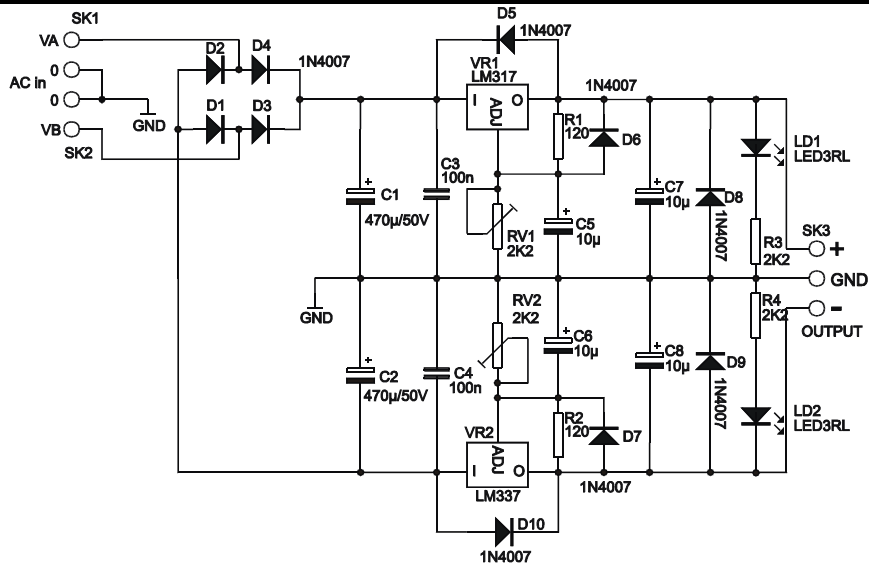 SK1
VA
0
AC in
0
VB
SK2
GND
D2
D4
1N4007
D1
D3
D5
1N4007
VR1
LM317
I
ADJ
O
R1
120
1N4007
D6
C3
100n
+
C1
470µ/50V
RV1
2K2
+
C5
10µ
+
C7
10µ
D8
1N4007
LD1
LED3RL
R3
2K2
SK3
+
GND
-
OUTPUT
GND
RV2
2K2
+
C2
470µ/50V
C4
100n
+
C6
10µ
+
C8
10µ
D9
1N4007
R4
2K2
LD2
LED3RL
VR2
I
ADJ
O
LM337
R2
120
D7
1N4007
D10
1N4007